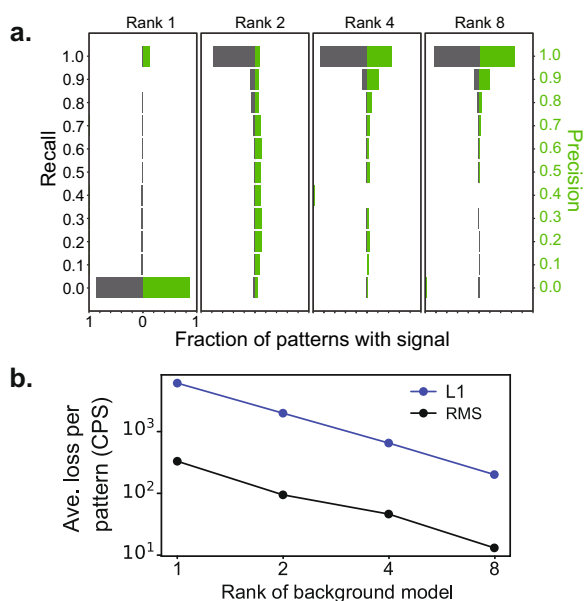 a.
Rank 1 Rank 2 Rank 4 Rank 8
Recall
1.0
0.9
0.8
0.7
0.6
0.5
0.4
0.3
0.2
0.1
0.0
1.0
0.9
0.8
0.7
0.6
0.5
0.4
0.3
0.2
0.1
0.0
Precision
1 0 1
Fraction of patterns with signal
b.
Ave. loss per
pattern (CPS)
10³
10²
10¹
L1
RMS
1 2 4 8
Rank of background model